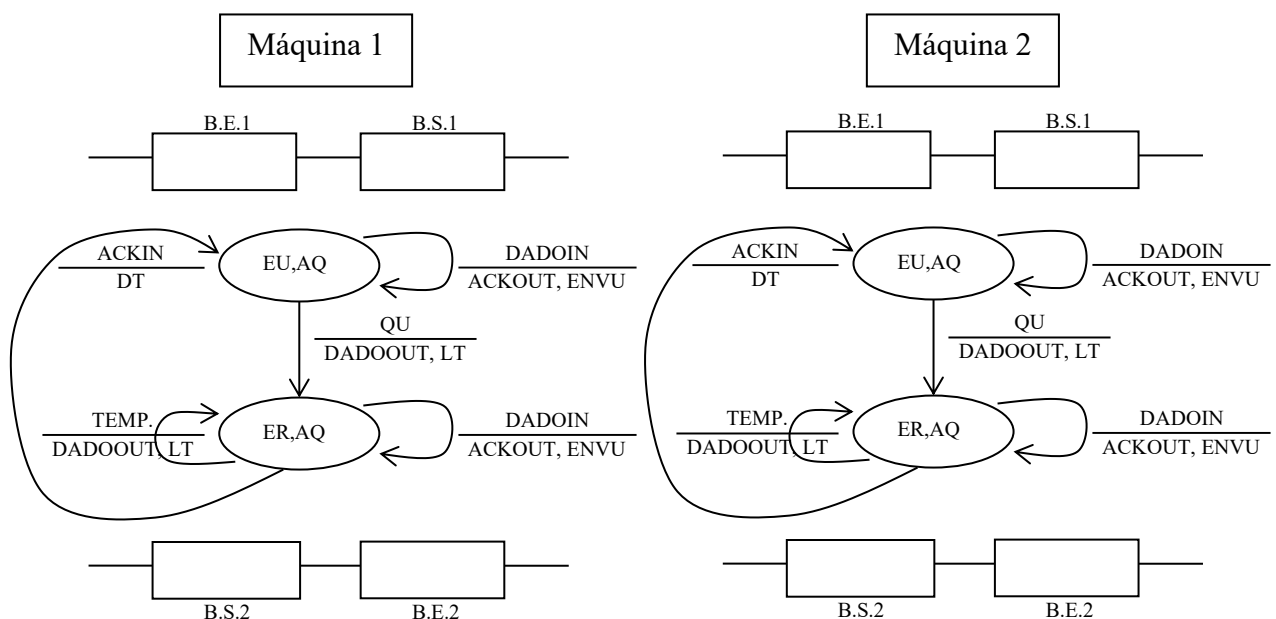 Máquina 1
B.E.1
B.S.1
ACKIN
DT
EU,AQ
DADOIN
ACKOUT, ENVU
QU
DADOOUT, LT
TEMP.
DADOOUT, LT
ER,AQ
DADOIN
ACKOUT, ENVU
B.S.2
B.E.2
Máquina 2
B.E.1
B.S.1
ACKIN
DT
EU,AQ
DADOIN
ACKOUT, ENVU
QU
DADOOUT, LT
TEMP.
DADOOUT, LT
ER,AQ
DADOIN
ACKOUT, ENVU
B.S.2
B.E.2